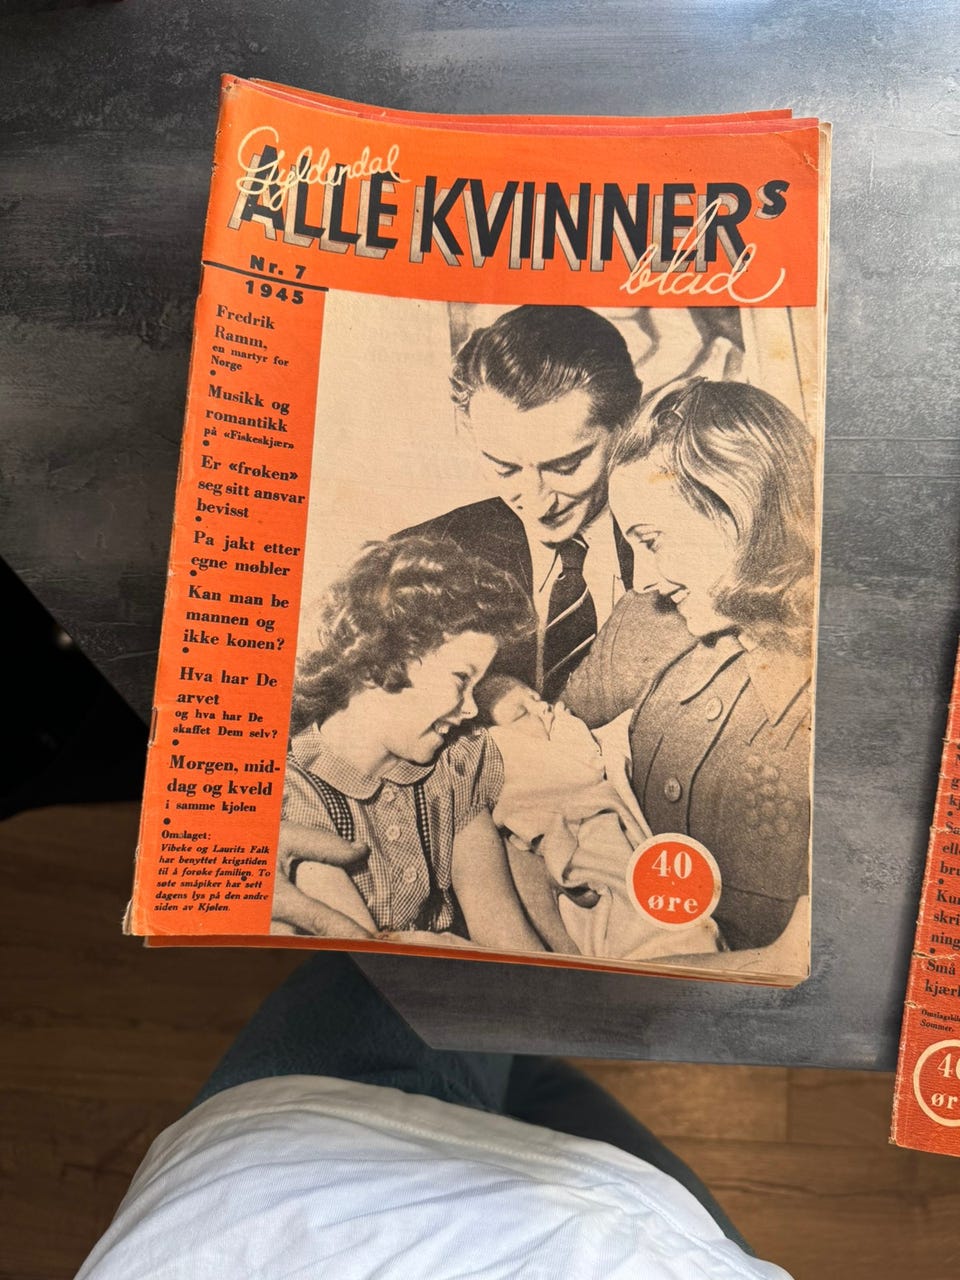 Gyldendal
ALLE KVINNERS
blad
Nr. 7
1945
Fredrik
Ramm,
en martyr for
Norge
•
Musikk og
romantikk
på «Fiskeskjær»
•
Er «frøken»
seg sitt ansvar
bevisst
•
Pa jakt etter
egne møbler
•
Kan man be
mannen og
ikke konen?
•
Hva har De
arvet
og hva har De
skaffet Dem selv?
•
Morgen, mid-
dag og kveld
i samme kjolen
•
Omslaget:
Vibeke og Lauritz Falk
har benyttet krigstiden
til å forøke familien. To
søte småpiker har sett
dagens lys på den andre
siden av Kjølen.
40
øre
Små
Sommer.
40
ør